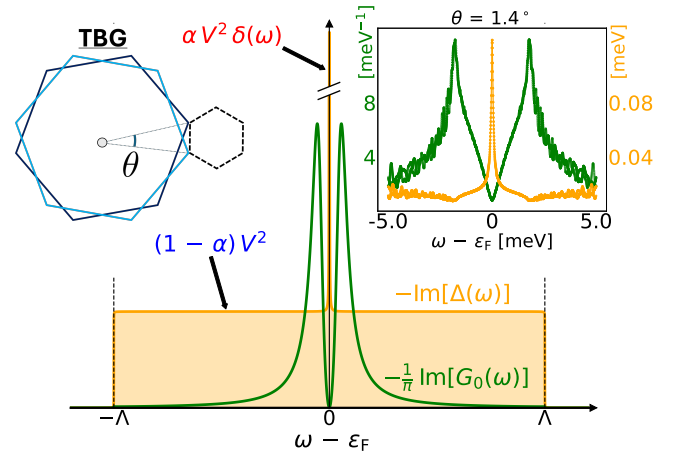 TBG
θ
α V² δ(ω)
(1 − α) V²
−Im[Δ(ω)]
−1/π Im[G₀(ω)]
−Λ
0
Λ
ω − ε_F
θ = 1.4°
[meV⁻¹]
[meV]
8
4
0.08
0.04
-5.0
0.0
5.0
ω − ε_F [meV]